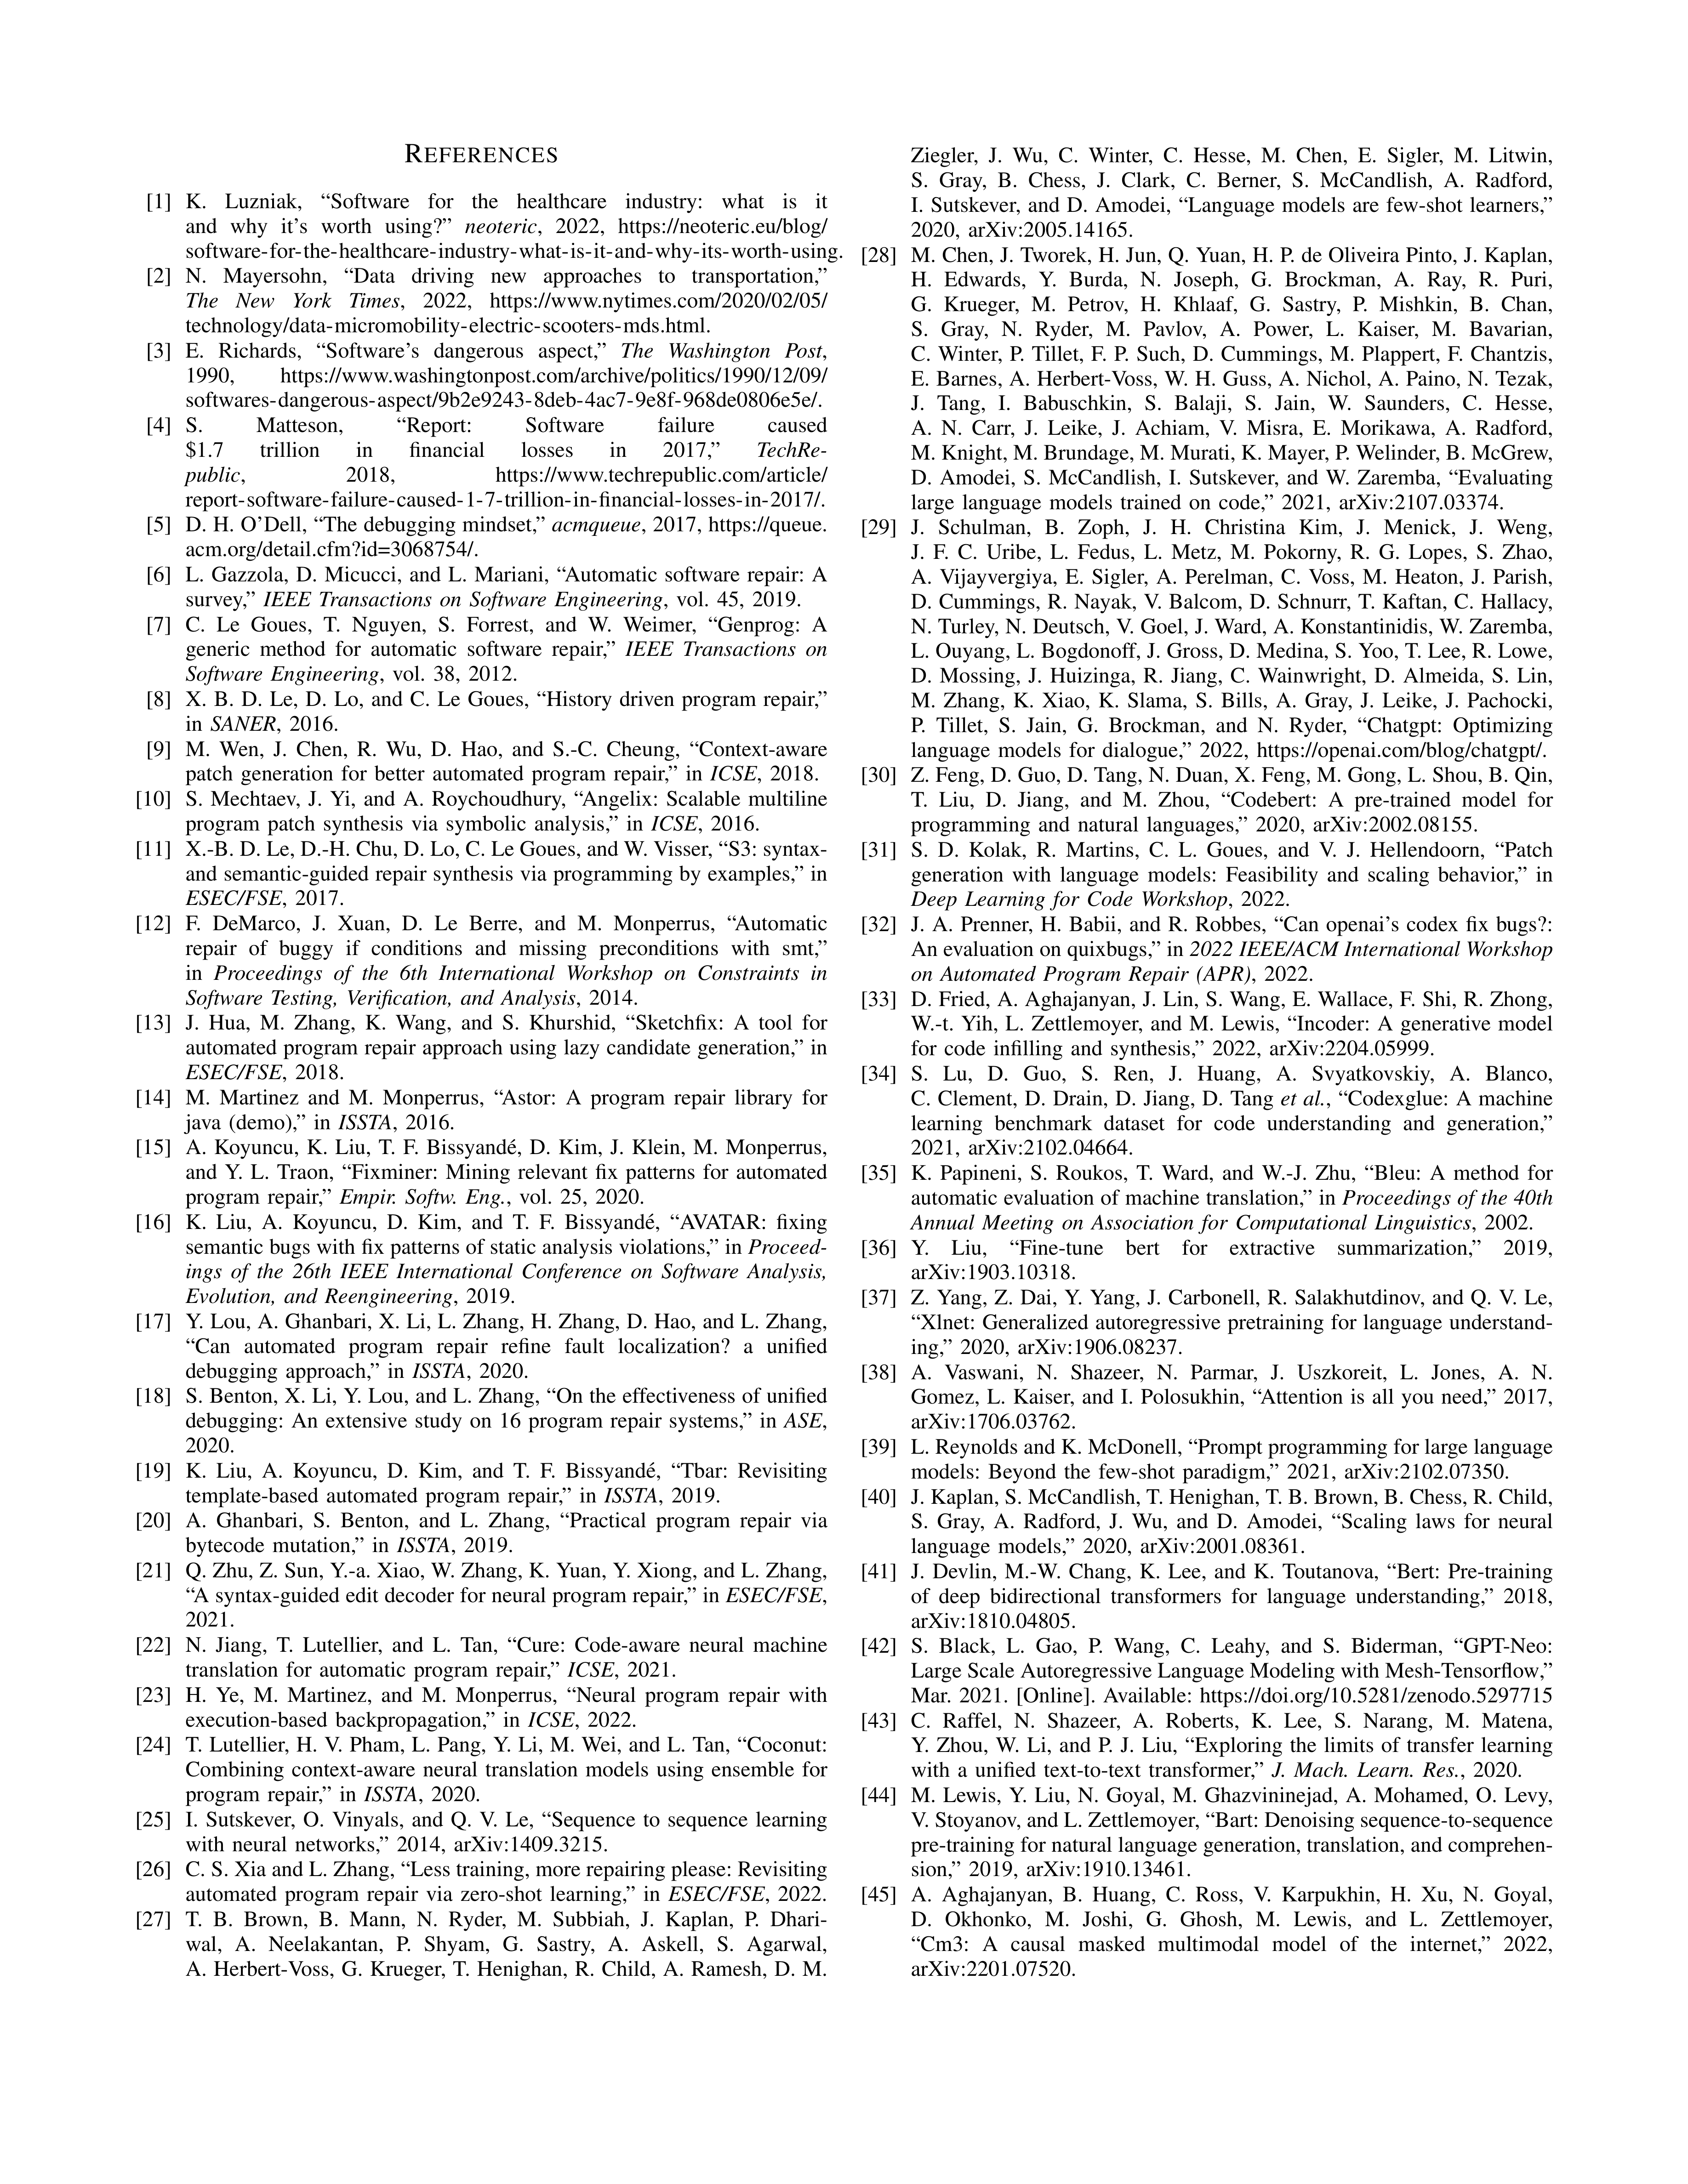 REFERENCES
[1] K. Luzniak, “Software for the healthcare industry: what is it
and why it’s worth using?” neoteric, 2022, https://neoteric.eu/blog/
software-for-the-healthcare-industry-what-is-it-and-why-its-worth-using.
[2] N. Mayersohn, “Data driving new approaches to transportation,”
The New York Times, 2022, https://www.nytimes.com/2020/02/05/
technology/data-micromobility-electric-scooters-mds.html.
[3] E. Richards, “Software’s dangerous aspect,” The Washington Post,
1990, https://www.washingtonpost.com/archive/politics/1990/12/09/
softwares-dangerous-aspect/9b2e9243-8deb-4ac7-9e8f-968de0806e5e/.
[4] S. Matteson, “Report: Software failure caused
$1.7 trillion in financial losses in 2017,” TechRe-
public, 2018, https://www.techrepublic.com/article/
report-software-failure-caused-1-7-trillion-in-financial-losses-in-2017/.
[5] D. H. O’Dell, “The debugging mindset,” acmqueue, 2017, https://queue.
acm.org/detail.cfm?id=3068754/.
[6] L. Gazzola, D. Micucci, and L. Mariani, “Automatic software repair: A
survey,” IEEE Transactions on Software Engineering, vol. 45, 2019.
[7] C. Le Goues, T. Nguyen, S. Forrest, and W. Weimer, “Genprog: A
generic method for automatic software repair,” IEEE Transactions on
Software Engineering, vol. 38, 2012.
[8] X. B. D. Le, D. Lo, and C. Le Goues, “History driven program repair,”
in SANER, 2016.
[9] M. Wen, J. Chen, R. Wu, D. Hao, and S.-C. Cheung, “Context-aware
patch generation for better automated program repair,” in ICSE, 2018.
[10] S. Mechtaev, J. Yi, and A. Roychoudhury, “Angelix: Scalable multiline
program patch synthesis via symbolic analysis,” in ICSE, 2016.
[11] X.-B. D. Le, D.-H. Chu, D. Lo, C. Le Goues, and W. Visser, “S3: syntax-
and semantic-guided repair synthesis via programming by examples,” in
ESEC/FSE, 2017.
[12] F. DeMarco, J. Xuan, D. Le Berre, and M. Monperrus, “Automatic
repair of buggy if conditions and missing preconditions with smt,”
in Proceedings of the 6th International Workshop on Constraints in
Software Testing, Verification, and Analysis, 2014.
[13] J. Hua, M. Zhang, K. Wang, and S. Khurshid, “Sketchfix: A tool for
automated program repair approach using lazy candidate generation,” in
ESEC/FSE, 2018.
[14] M. Martinez and M. Monperrus, “Astor: A program repair library for
java (demo),” in ISSTA, 2016.
[15] A. Koyuncu, K. Liu, T. F. Bissyandé, D. Kim, J. Klein, M. Monperrus,
and Y. L. Traon, “Fixminer: Mining relevant fix patterns for automated
program repair,” Empir. Softw. Eng., vol. 25, 2020.
[16] K. Liu, A. Koyuncu, D. Kim, and T. F. Bissyandé, “AVATAR: fixing
semantic bugs with fix patterns of static analysis violations,” in Proceed-
ings of the 26th IEEE International Conference on Software Analysis,
Evolution, and Reengineering, 2019.
[17] Y. Lou, A. Ghanbari, X. Li, L. Zhang, H. Zhang, D. Hao, and L. Zhang,
“Can automated program repair refine fault localization? a unified
debugging approach,” in ISSTA, 2020.
[18] S. Benton, X. Li, Y. Lou, and L. Zhang, “On the effectiveness of unified
debugging: An extensive study on 16 program repair systems,” in ASE,
2020.
[19] K. Liu, A. Koyuncu, D. Kim, and T. F. Bissyandé, “Tbar: Revisiting
template-based automated program repair,” in ISSTA, 2019.
[20] A. Ghanbari, S. Benton, and L. Zhang, “Practical program repair via
bytecode mutation,” in ISSTA, 2019.
[21] Q. Zhu, Z. Sun, Y.-a. Xiao, W. Zhang, K. Yuan, Y. Xiong, and L. Zhang,
“A syntax-guided edit decoder for neural program repair,” in ESEC/FSE,
2021.
[22] N. Jiang, T. Lutellier, and L. Tan, “Cure: Code-aware neural machine
translation for automatic program repair,” ICSE, 2021.
[23] H. Ye, M. Martinez, and M. Monperrus, “Neural program repair with
execution-based backpropagation,” in ICSE, 2022.
[24] T. Lutellier, H. V. Pham, L. Pang, Y. Li, M. Wei, and L. Tan, “Coconut:
Combining context-aware neural translation models using ensemble for
program repair,” in ISSTA, 2020.
[25] I. Sutskever, O. Vinyals, and Q. V. Le, “Sequence to sequence learning
with neural networks,” 2014, arXiv:1409.3215.
[26] C. S. Xia and L. Zhang, “Less training, more repairing please: Revisiting
automated program repair via zero-shot learning,” in ESEC/FSE, 2022.
[27] T. B. Brown, B. Mann, N. Ryder, M. Subbiah, J. Kaplan, P. Dhari-
wal, A. Neelakantan, P. Shyam, G. Sastry, A. Askell, S. Agarwal,
A. Herbert-Voss, G. Krueger, T. Henighan, R. Child, A. Ramesh, D. M.
Ziegler, J. Wu, C. Winter, C. Hesse, M. Chen, E. Sigler, M. Litwin,
S. Gray, B. Chess, J. Clark, C. Berner, S. McCandlish, A. Radford,
I. Sutskever, and D. Amodei, “Language models are few-shot learners,”
2020, arXiv:2005.14165.
[28] M. Chen, J. Tworek, H. Jun, Q. Yuan, H. P. de Oliveira Pinto, J. Kaplan,
H. Edwards, Y. Burda, N. Joseph, G. Brockman, A. Ray, R. Puri,
G. Krueger, M. Petrov, H. Khlaaf, G. Sastry, P. Mishkin, B. Chan,
S. Gray, N. Ryder, M. Pavlov, A. Power, L. Kaiser, M. Bavarian,
C. Winter, P. Tillet, F. P. Such, D. Cummings, M. Plappert, F. Chantzis,
E. Barnes, A. Herbert-Voss, W. H. Guss, A. Nichol, A. Paino, N. Tezak,
J. Tang, I. Babuschkin, S. Balaji, S. Jain, W. Saunders, C. Hesse,
A. N. Carr, J. Leike, J. Achiam, V. Misra, E. Morikawa, A. Radford,
M. Knight, M. Brundage, M. Murati, K. Mayer, P. Welinder, B. McGrew,
D. Amodei, S. McCandlish, I. Sutskever, and W. Zaremba, “Evaluating
large language models trained on code,” 2021, arXiv:2107.03374.
[29] J. Schulman, B. Zoph, J. H. Christina Kim, J. Menick, J. Weng,
J. F. C. Uribe, L. Fedus, L. Metz, M. Pokorny, R. G. Lopes, S. Zhao,
A. Vijayvergiya, E. Sigler, A. Perelman, C. Voss, M. Heaton, J. Parish,
D. Cummings, R. Nayak, V. Balcom, D. Schnurr, T. Kaftan, C. Hallacy,
N. Turley, N. Deutsch, V. Goel, J. Ward, A. Konstantinidis, W. Zaremba,
L. Ouyang, L. Bogdonoff, J. Gross, D. Medina, S. Yoo, T. Lee, R. Lowe,
D. Mossing, J. Huizinga, R. Jiang, C. Wainwright, D. Almeida, S. Lin,
M. Zhang, K. Xiao, K. Slama, S. Bills, A. Gray, J. Leike, J. Pachocki,
P. Tillet, S. Jain, G. Brockman, and N. Ryder, “Chatgpt: Optimizing
language models for dialogue,” 2022, https://openai.com/blog/chatgpt/.
[30] Z. Feng, D. Guo, D. Tang, N. Duan, X. Feng, M. Gong, L. Shou, B. Qin,
T. Liu, D. Jiang, and M. Zhou, “Codebert: A pre-trained model for
programming and natural languages,” 2020, arXiv:2002.08155.
[31] S. D. Kolak, R. Martins, C. L. Goues, and V. J. Hellendoorn, “Patch
generation with language models: Feasibility and scaling behavior,” in
Deep Learning for Code Workshop, 2022.
[32] J. A. Prenner, H. Babii, and R. Robbes, “Can openai’s codex fix bugs?:
An evaluation on quixbugs,” in 2022 IEEE/ACM International Workshop
on Automated Program Repair (APR), 2022.
[33] D. Fried, A. Aghajanyan, J. Lin, S. Wang, E. Wallace, F. Shi, R. Zhong,
W.-t. Yih, L. Zettlemoyer, and M. Lewis, “Incoder: A generative model
for code infilling and synthesis,” 2022, arXiv:2204.05999.
[34] S. Lu, D. Guo, S. Ren, J. Huang, A. Svyatkovskiy, A. Blanco,
C. Clement, D. Drain, D. Jiang, D. Tang et al., “Codexglue: A machine
learning benchmark dataset for code understanding and generation,”
2021, arXiv:2102.04664.
[35] K. Papineni, S. Roukos, T. Ward, and W.-J. Zhu, “Bleu: A method for
automatic evaluation of machine translation,” in Proceedings of the 40th
Annual Meeting on Association for Computational Linguistics, 2002.
[36] Y. Liu, “Fine-tune bert for extractive summarization,” 2019,
arXiv:1903.10318.
[37] Z. Yang, Z. Dai, Y. Yang, J. Carbonell, R. Salakhutdinov, and Q. V. Le,
“Xlnet: Generalized autoregressive pretraining for language understand-
ing,” 2020, arXiv:1906.08237.
[38] A. Vaswani, N. Shazeer, N. Parmar, J. Uszkoreit, L. Jones, A. N.
Gomez, L. Kaiser, and I. Polosukhin, “Attention is all you need,” 2017,
arXiv:1706.03762.
[39] L. Reynolds and K. McDonell, “Prompt programming for large language
models: Beyond the few-shot paradigm,” 2021, arXiv:2102.07350.
[40] J. Kaplan, S. McCandlish, T. Henighan, T. B. Brown, B. Chess, R. Child,
S. Gray, A. Radford, J. Wu, and D. Amodei, “Scaling laws for neural
language models,” 2020, arXiv:2001.08361.
[41] J. Devlin, M.-W. Chang, K. Lee, and K. Toutanova, “Bert: Pre-training
of deep bidirectional transformers for language understanding,” 2018,
arXiv:1810.04805.
[42] S. Black, L. Gao, P. Wang, C. Leahy, and S. Biderman, “GPT-Neo:
Large Scale Autoregressive Language Modeling with Mesh-Tensorflow,”
Mar. 2021. [Online]. Available: https://doi.org/10.5281/zenodo.5297715
[43] C. Raffel, N. Shazeer, A. Roberts, K. Lee, S. Narang, M. Matena,
Y. Zhou, W. Li, and P. J. Liu, “Exploring the limits of transfer learning
with a unified text-to-text transformer,” J. Mach. Learn. Res., 2020.
[44] M. Lewis, Y. Liu, N. Goyal, M. Ghazvininejad, A. Mohamed, O. Levy,
V. Stoyanov, and L. Zettlemoyer, “Bart: Denoising sequence-to-sequence
pre-training for natural language generation, translation, and comprehen-
sion,” 2019, arXiv:1910.13461.
[45] A. Aghajanyan, B. Huang, C. Ross, V. Karpukhin, H. Xu, N. Goyal,
D. Okhonko, M. Joshi, G. Ghosh, M. Lewis, and L. Zettlemoyer,
“Cm3: A causal masked multimodal model of the internet,” 2022,
arXiv:2201.07520.